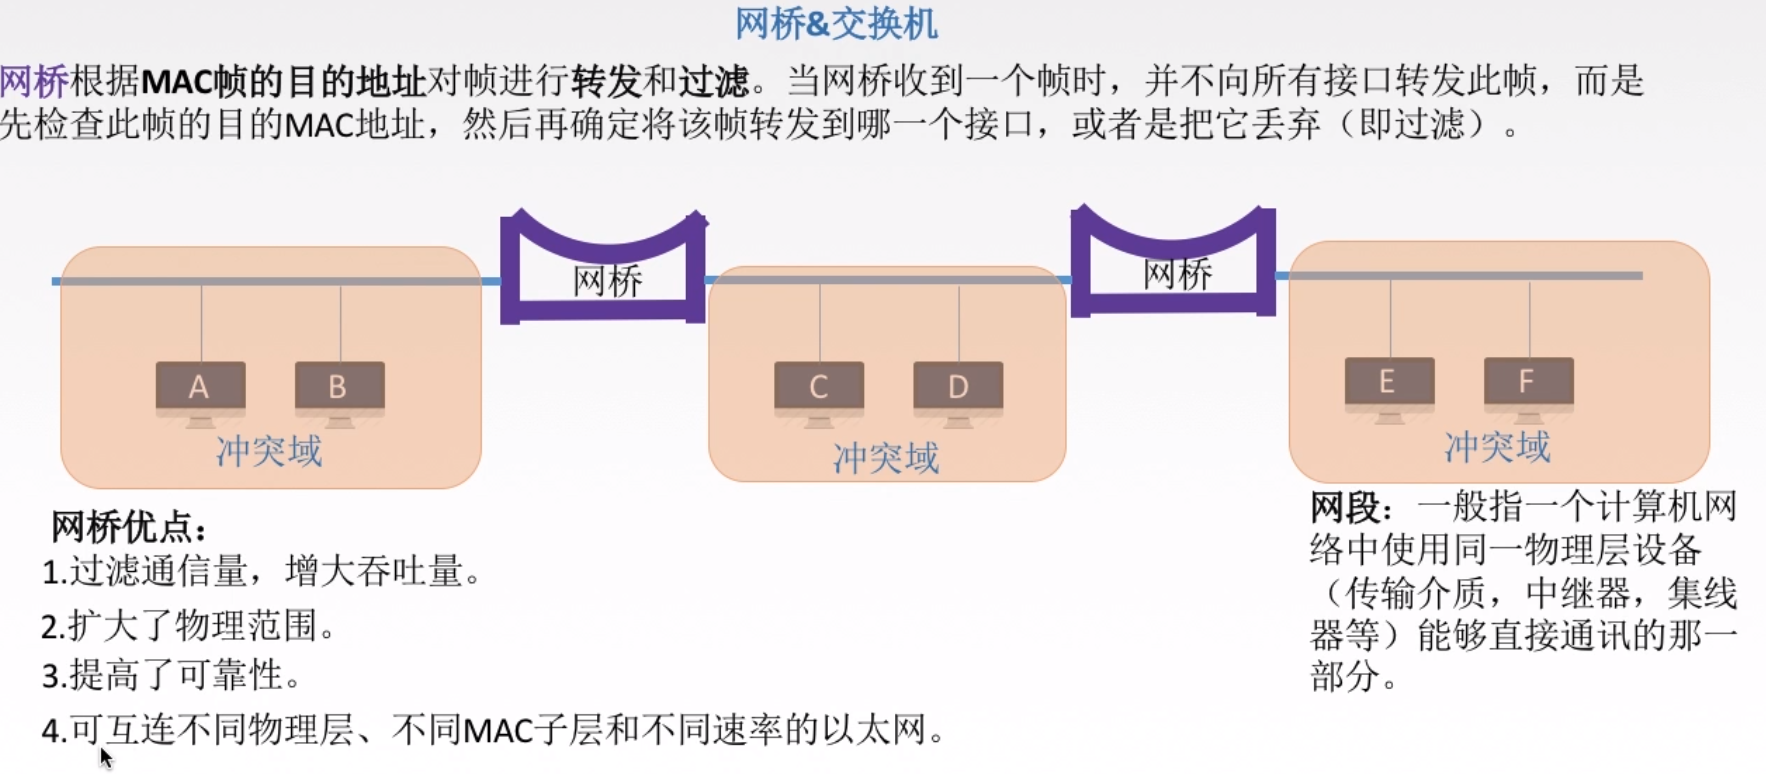 网桥&交换机
网桥根据MAC帧的目的地址对帧进行转发和过滤。当网桥收到一个帧时，并不向所有接口转发此帧，而是
先检查此帧的目的MAC地址，然后再确定将该帧转发到哪一个接口，或者是把它丢弃（即过滤）。
网桥
网桥
A
B
C
D
E
F
冲突域
冲突域
冲突域
网桥优点：
1.过滤通信量，增大吞吐量。
2.扩大了物理范围。
3.提高了可靠性。
4.可互连不同物理层、不同MAC子层和不同速率的以太网。
网段：一般指一个计算机网
络中使用同一物理层设备
（传输介质，中继器，集线
器等）能够直接通讯的那一
部分。